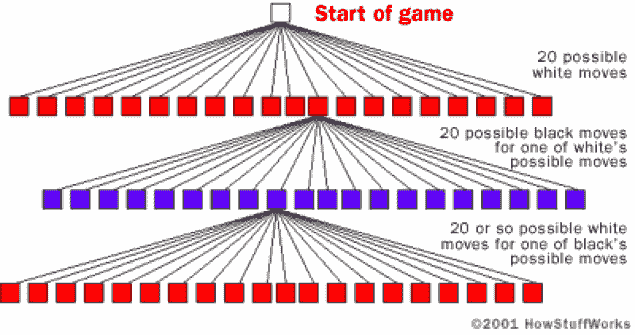 Start of game
20 possible
white moves
20 possible black moves
for one of white's
possible moves
20 or so possible white
moves for one of black's
possible moves
©2001 HowStuffWorks